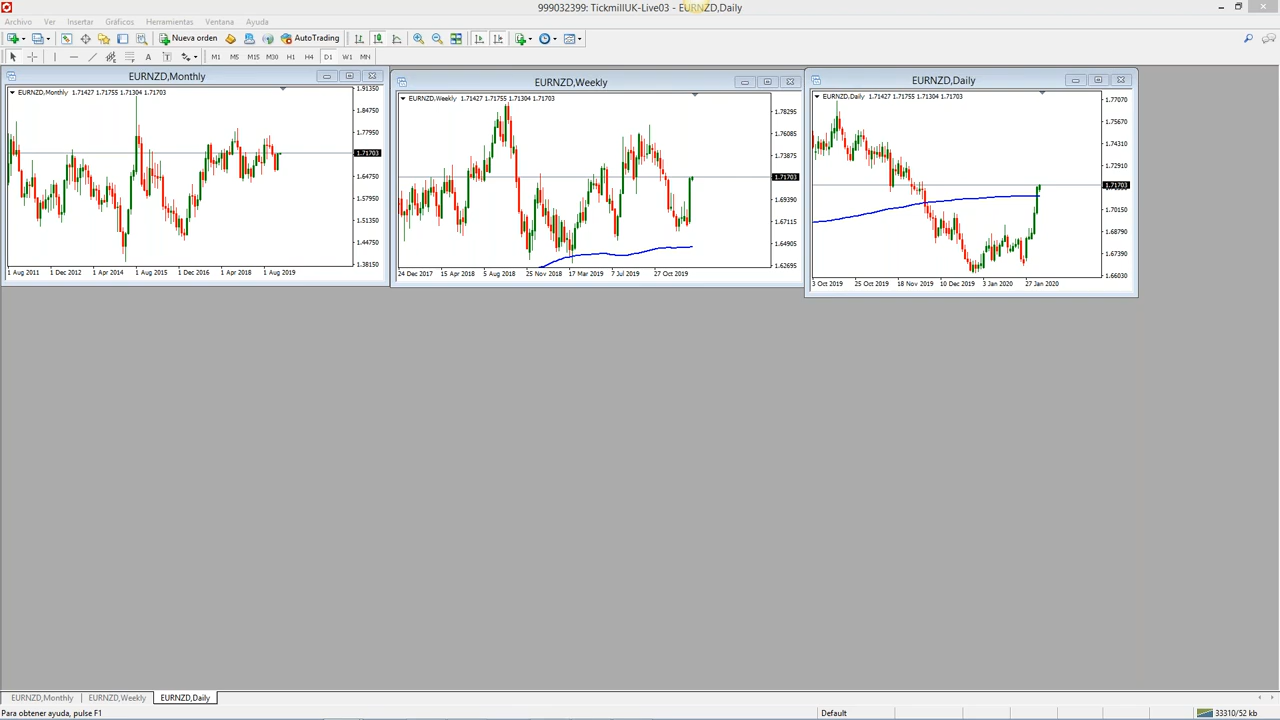 999032399: TickmillUK-Live03 - EURNZD,Daily
Archivo Ver Insertar Gráficos Herramientas Ventana Ayuda
Nueva orden AutoTrading
M1 M5 M15 M30 H1 H4 D1 W1 MN
EURNZD,Monthly
EURNZD,Monthly 1.71427 1.71755 1.71304 1.71703
1.91350
1.84750
1.77950
1.71703
1.64750
1.57950
1.51350
1.44750
1.38150
1 Aug 2011 1 Dec 2012 1 Apr 2014 1 Aug 2015 1 Dec 2016 1 Apr 2018 1 Aug 2019
EURNZD,Weekly
EURNZD,Weekly 1.71427 1.71755 1.71304 1.71703
1.78295
1.76085
1.73875
1.71703
1.69390
1.67115
1.64905
1.62695
24 Dec 2017 15 Apr 2018 5 Aug 2018 25 Nov 2018 17 Mar 2019 7 Jul 2019 27 Oct 2019
EURNZD,Daily
EURNZD,Daily 1.71427 1.71755 1.71304 1.71703
1.77070
1.75670
1.74310
1.72910
1.71703
1.70150
1.68790
1.67410
1.66030
3 Oct 2019 25 Oct 2019 18 Nov 2019 10 Dec 2019 3 Jan 2020 27 Jan 2020
EURNZD,Monthly EURNZD,Weekly EURNZD,Daily
Para obtener ayuda, pulse F1 Default 33310/52 kb